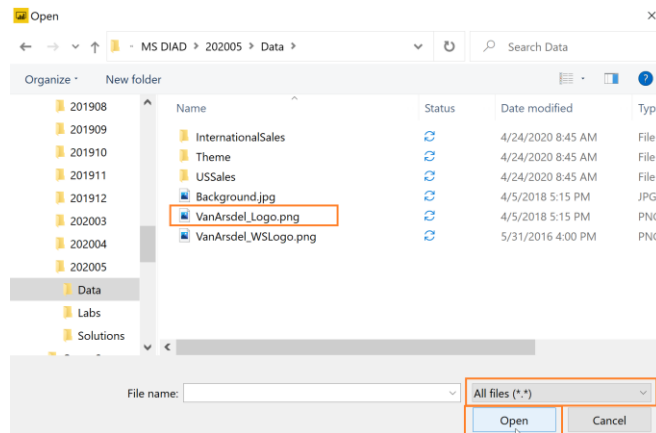 Open
MS DIAD > 202005 > Data >
Search Data
Organize
New folder
Name
Status
Date modified
Typ
201908
201909
201910
201911
201912
202003
202004
202005
Data
Labs
Solutions
InternationalSales 4/24/2020 8:45 AM File
Theme 4/24/2020 8:45 AM File
USSales 4/24/2020 8:45 AM File
Background.jpg 4/5/2018 5:15 PM JPG
VanArsdel_Logo.png 4/5/2018 5:15 PM PNG
VanArsdel_WSLogo.png 5/31/2016 4:00 PM PNG
File name:
All files (*.*)
Open
Cancel